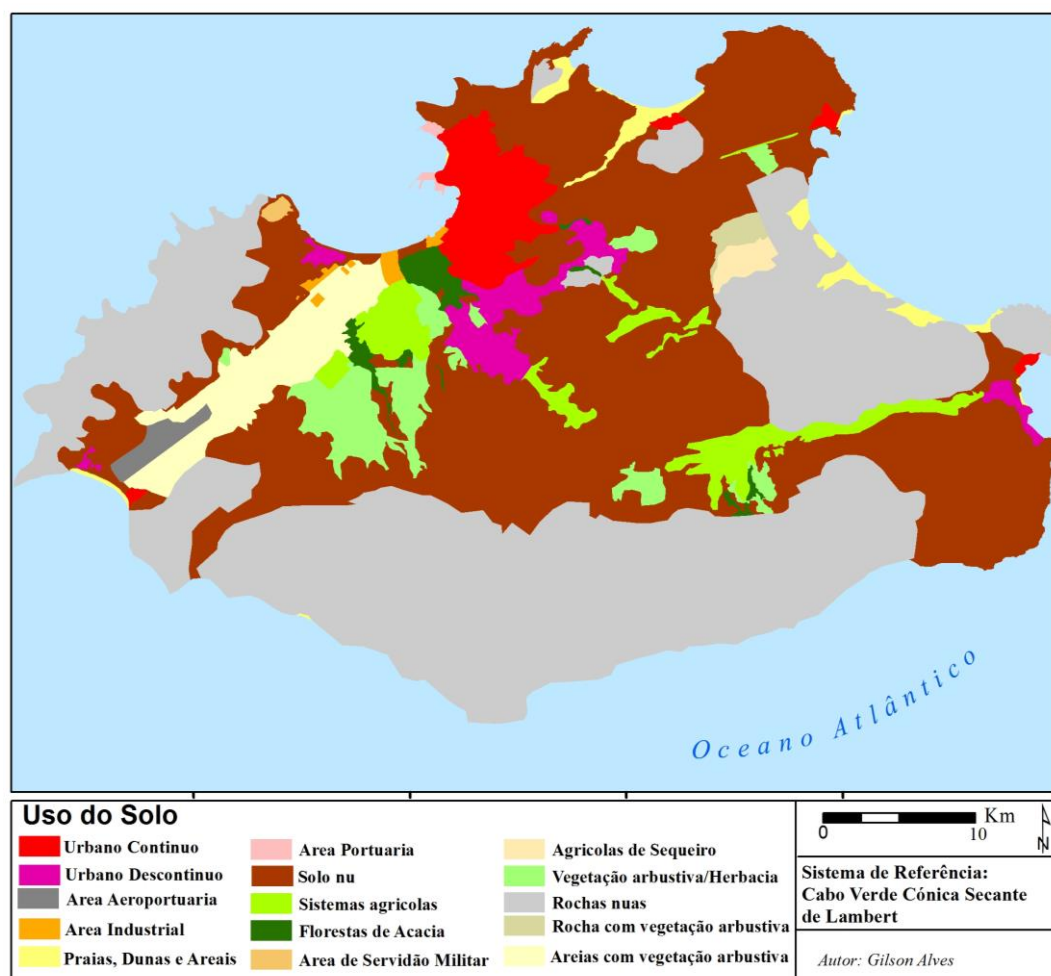 Oceano Atlântico
Uso do Solo
Urbano Continuo
Urbano Descontinuo
Area Aeroportuaria
Area Industrial
Praias, Dunas e Areais
Area Portuaria
Solo nu
Sistemas agricolas
Florestas de Acacia
Area de Servidão Militar
Agricolas de Sequeiro
Vegetação arbustiva/Herbacia
Rochas nuas
Rocha com vegetação arbustiva
Areias com vegetação arbustiva
Km
0 10
N
Sistema de Referência:
Cabo Verde Cónica Secante
de Lambert
Autor: Gilson Alves